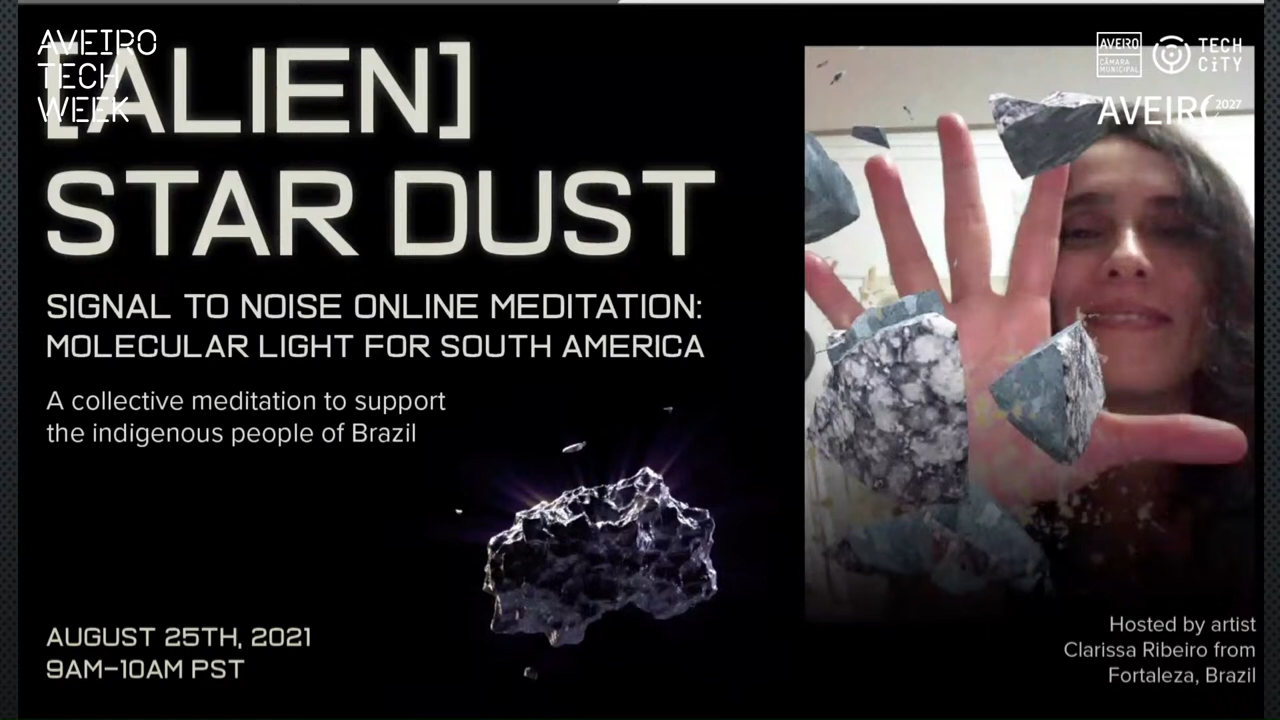 AVEIRO
TECH
WEEK
[ALIEN]
STAR DUST
SIGNAL TO NOISE ONLINE MEDITATION:
MOLECULAR LIGHT FOR SOUTH AMERICA
A collective meditation to support
the indigenous people of Brazil
AUGUST 25TH, 2021
9AM-10AM PST
AVEIRO
CÂMARA
MUNICIPAL
TECH
CiTY
AVEIRO 2027
Hosted by artist
Clarissa Ribeiro from
Fortaleza, Brazil